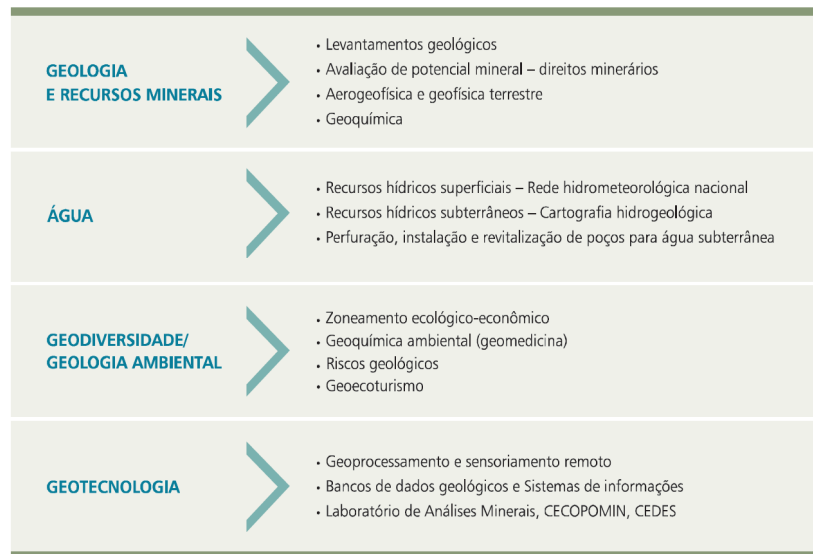 GEOLOGIA
E RECURSOS MINERAIS
• Levantamentos geológicos
• Avaliação de potencial mineral – direitos minerários
• Aerogeofísica e geofísica terrestre
• Geoquímica
ÁGUA
• Recursos hídricos superficiais – Rede hidrometeorológica nacional
• Recursos hídricos subterrâneos – Cartografia hidrogeológica
• Perfuração, instalação e revitalização de poços para água subterrânea
GEODIVERSIDADE/
GEOLOGIA AMBIENTAL
• Zoneamento ecológico-econômico
• Geoquímica ambiental (geomedicina)
• Riscos geológicos
• Geoecoturismo
GEOTECNOLOGIA
• Geoprocessamento e sensoriamento remoto
• Bancos de dados geológicos e Sistemas de informações
• Laboratório de Análises Minerais, CECOPOMIN, CEDES